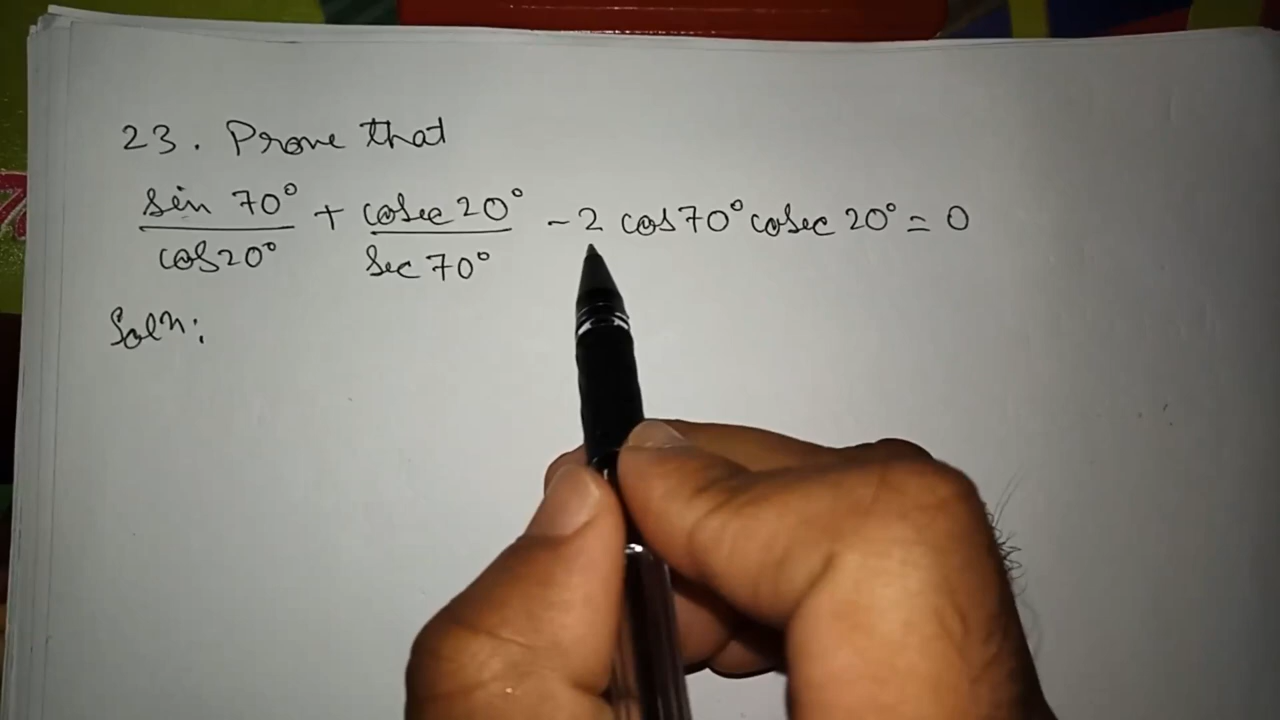 23. Prove that
sin 70° / cos 20° + cosec 20° / sec 70° - 2 cos 70° cosec 20° = 0
Soln: